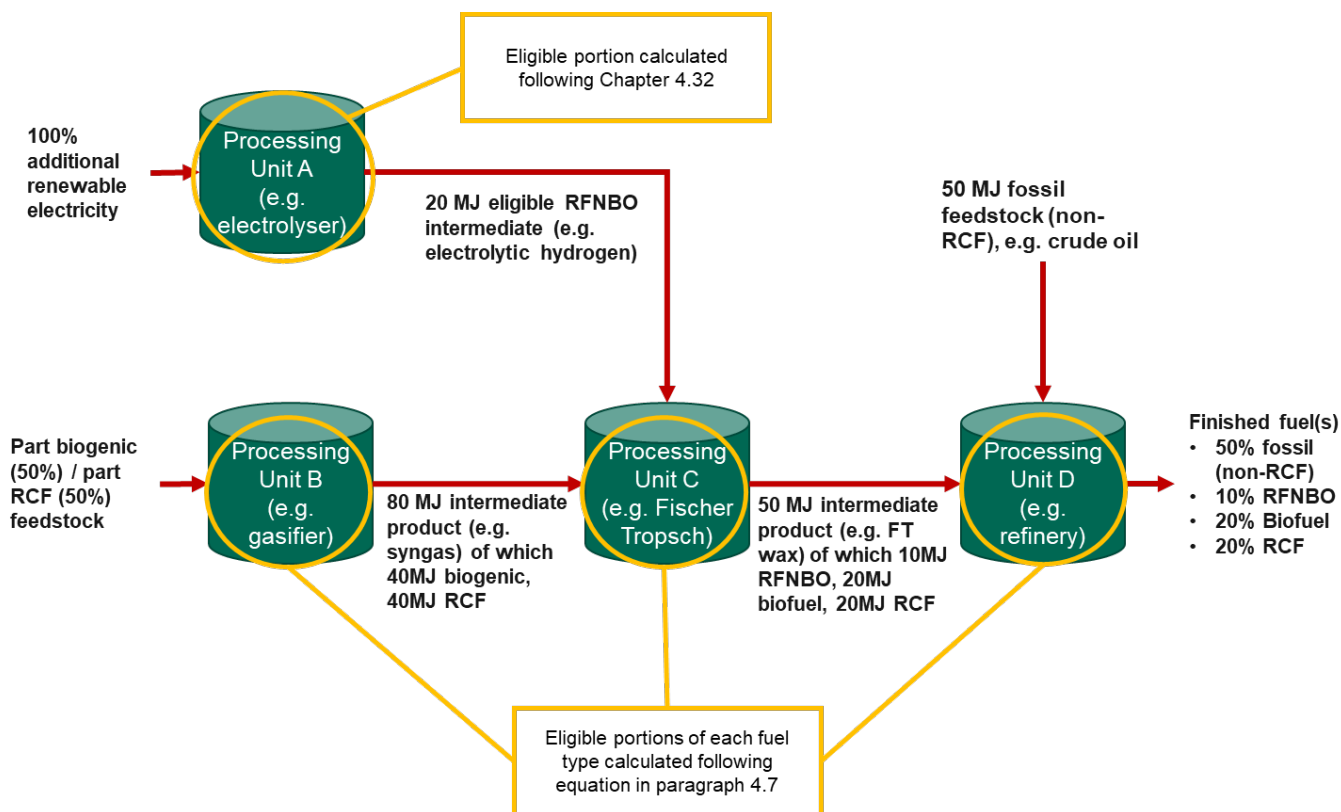 Eligible portion calculated
following Chapter 4.32
100%
additional
renewable
electricity
Processing
Unit A
(e.g.
electrolyser)
20 MJ eligible RFNBO
intermediate (e.g.
electrolytic hydrogen)
50 MJ fossil
feedstock (non-
RCF), e.g. crude oil
Part biogenic
(50%) / part
RCF (50%)
feedstock
Processing
Unit B
(e.g.
gasifier)
80 MJ intermediate
product (e.g.
syngas) of which
40MJ biogenic,
40MJ RCF
Processing
Unit C
(e.g. Fischer
Tropsch)
50 MJ intermediate
product (e.g. FT
wax) of which 10MJ
RFNBO, 20MJ
biofuel, 20MJ RCF
Processing
Unit D
(e.g.
refinery)
Finished fuel(s)
• 50% fossil
(non-RCF)
• 10% RFNBO
• 20% Biofuel
• 20% RCF
Eligible portions of each fuel
type calculated following
equation in paragraph 4.7